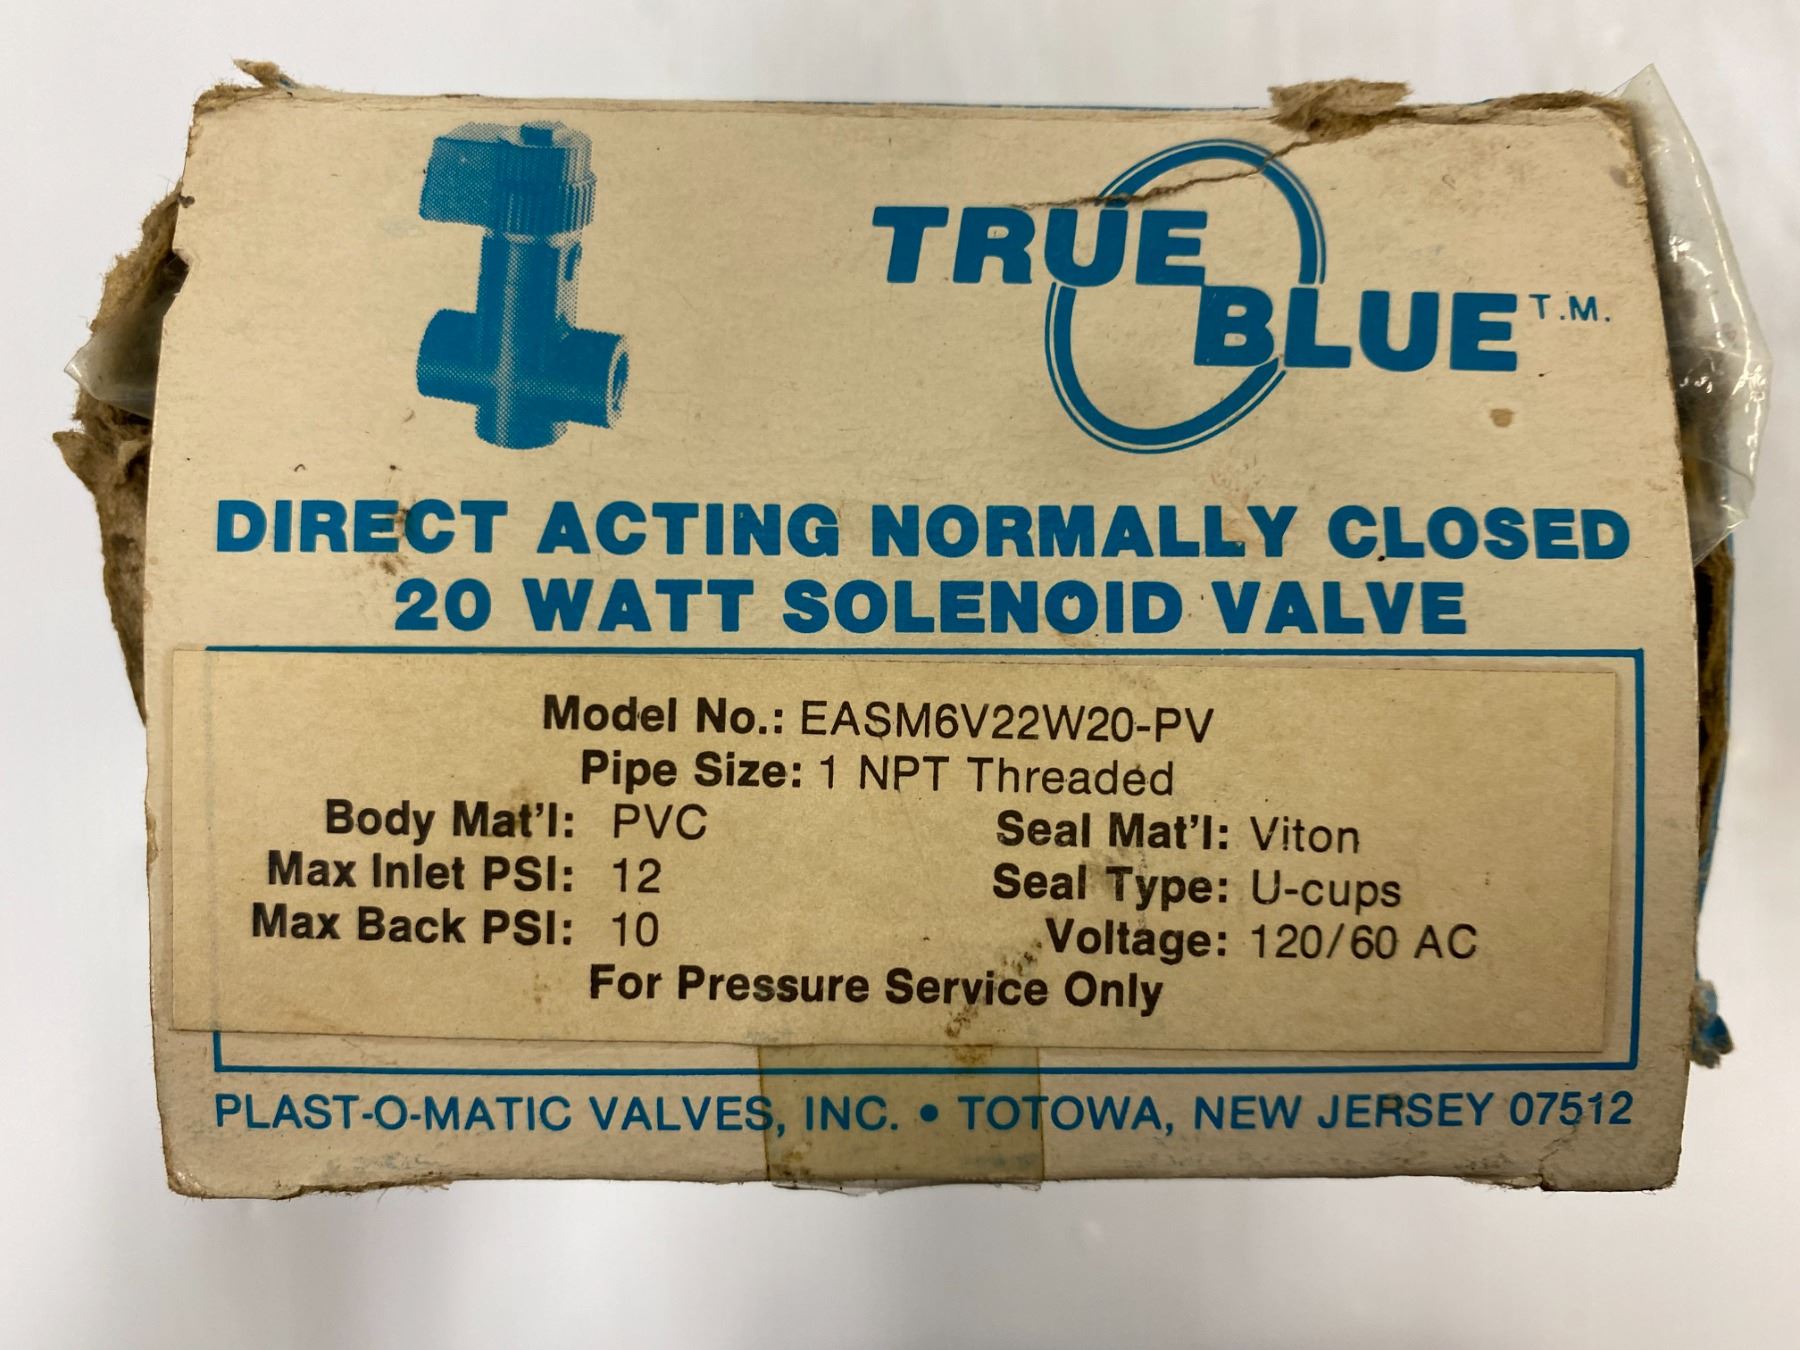 TRUE
BLUE T.M.
DIRECT ACTING NORMALLY CLOSED
20 WATT SOLENOID VALVE
Model No.: EASM6V22W20-PV
Pipe Size: 1 NPT Threaded
Body Mat'l: PVC Seal Mat'l: Viton
Max Inlet PSI: 12 Seal Type: U-cups
Max Back PSI: 10 Voltage: 120/60 AC
For Pressure Service Only
PLAST-O-MATIC VALVES, INC. • TOTOWA, NEW JERSEY 07512